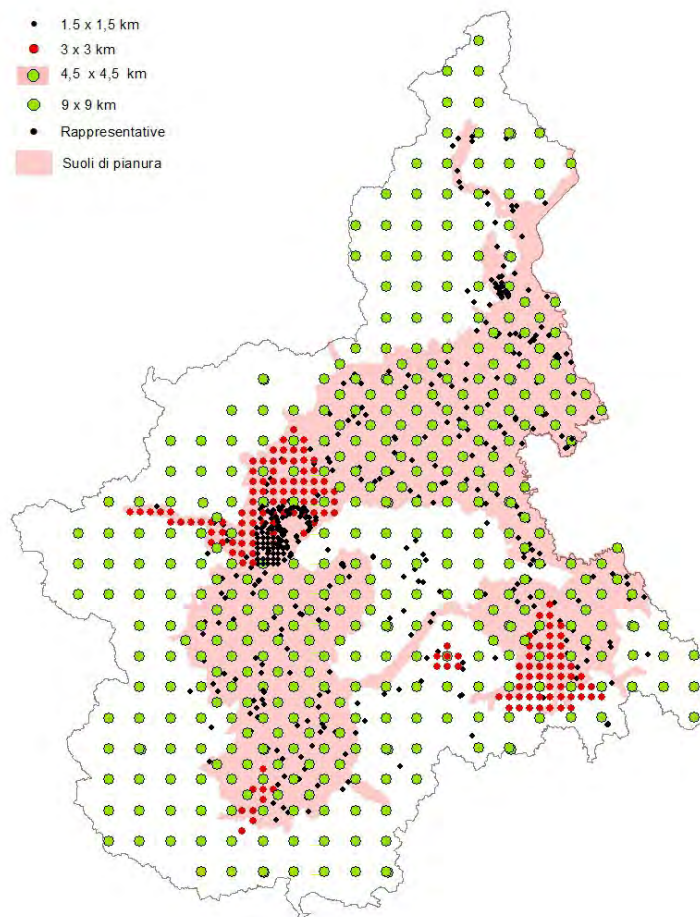 1.5 x 1,5 km
3 x 3 km
4,5 x 4,5 km
9 x 9 km
Rappresentative
Suoli di pianura